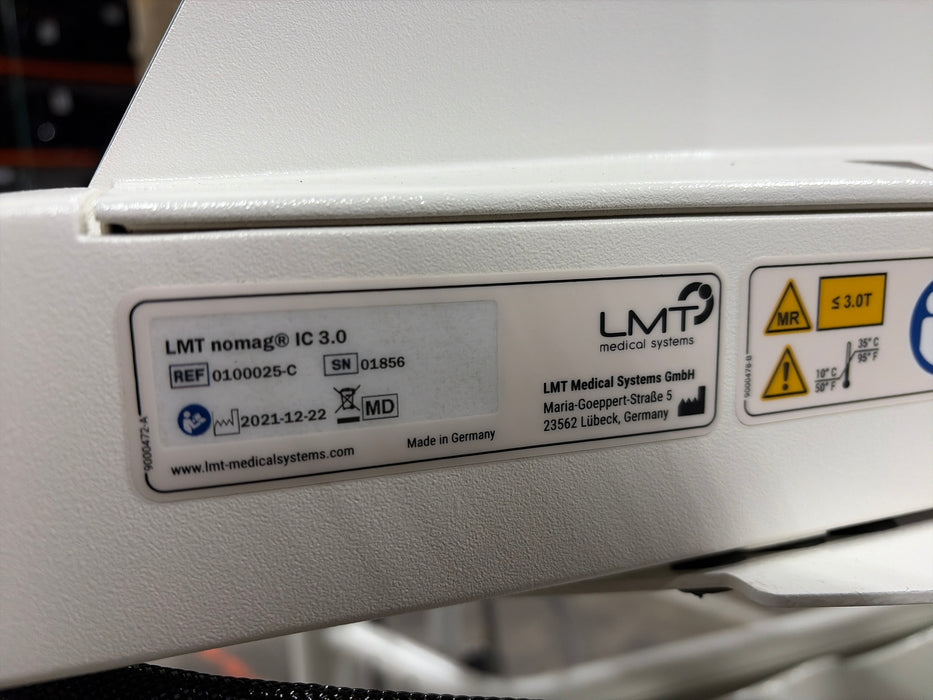 LMT nomag® IC 3.0
REF 0100025-C SN 01856
2021-12-22 MD
www.lmt-medicalsystems.com
Made in Germany
9000472-A
LMT
medical systems
LMT Medical Systems GmbH
Maria-Goeppert-Straße 5
23562 Lübeck, Germany
9000476-B
MR
≤ 3.0T
!
35° C
95° F
10° C
50° F